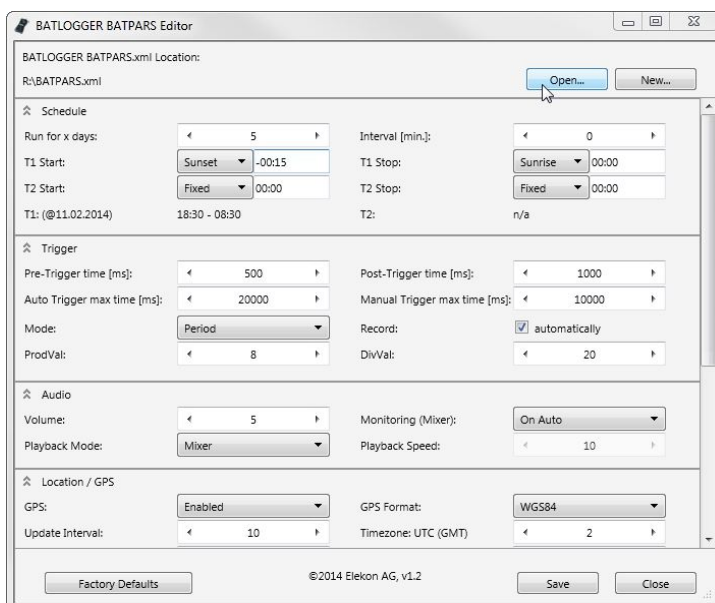 BATLOGGER BATPARS Editor
BATLOGGER BATPARS.xml Location:
R:\BATPARS.xml Open... New...
Schedule
Run for x days: 5 Interval [min.]: 0
T1 Start: Sunset -00:15 T1 Stop: Sunrise 00:00
T2 Start: Fixed 00:00 T2 Stop: Fixed 00:00
T1: (@11.02.2014) 18:30 - 08:30 T2: n/a
Trigger
Pre-Trigger time [ms]: 500 Post-Trigger time [ms]: 1000
Auto Trigger max time [ms]: 20000 Manual Trigger max time [ms]: 10000
Mode: Period Record: automatically
ProdVal: 8 DivVal: 20
Audio
Volume: 5 Monitoring (Mixer): On Auto
Playback Mode: Mixer Playback Speed: 10
Location / GPS
GPS: Enabled GPS Format: WGS84
Update Interval: 10 Timezone: UTC (GMT) 2
Factory Defaults ©2014 Elekon AG, v1.2 Save Close